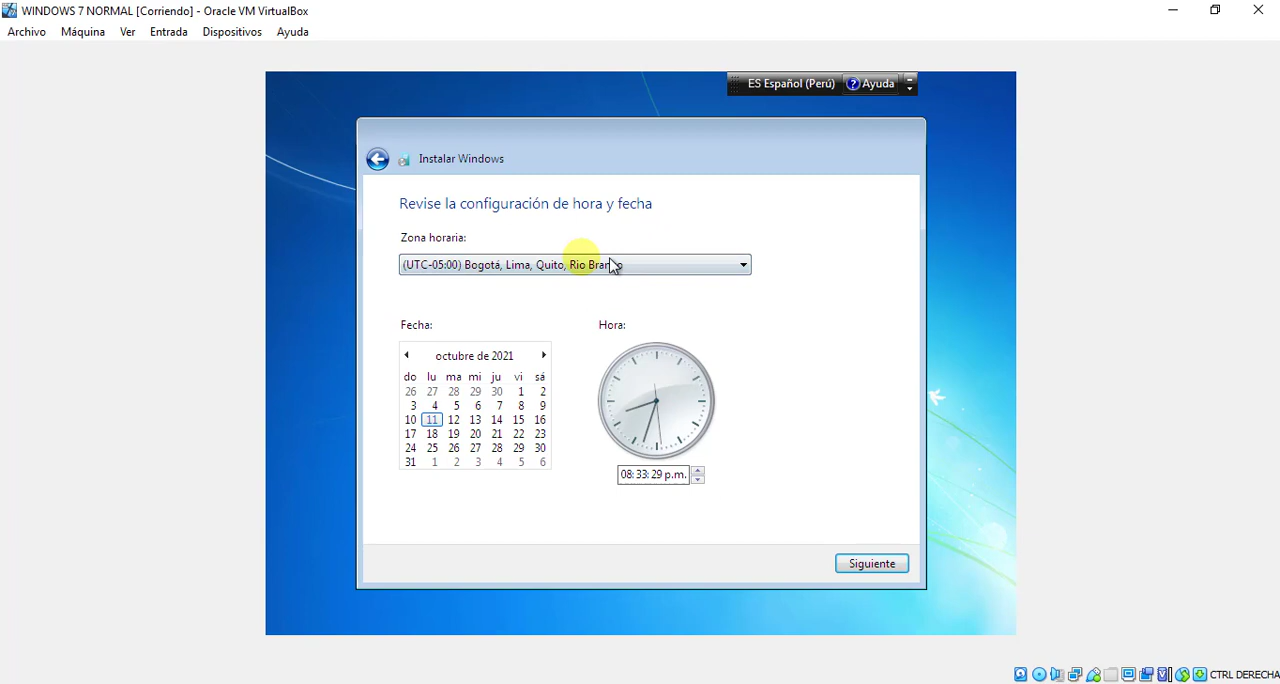 WINDOWS 7 NORMAL [Corriendo] - Oracle VM VirtualBox
Archivo Máquina Ver Entrada Dispositivos Ayuda
ES Español (Perú) ? Ayuda
Instalar Windows
Revise la configuración de hora y fecha
Zona horaria:
(UTC-05:00) Bogotá, Lima, Quito, Rio Branco
Fecha: Hora:
octubre de 2021
do lu ma mi ju vi sá
26 27 28 29 30 1 2
3 4 5 6 7 8 9
10 11 12 13 14 15 16
17 18 19 20 21 22 23
24 25 26 27 28 29 30
31 1 2 3 4 5 6
08:33:29 p.m.
Siguiente
CTRL DERECHA